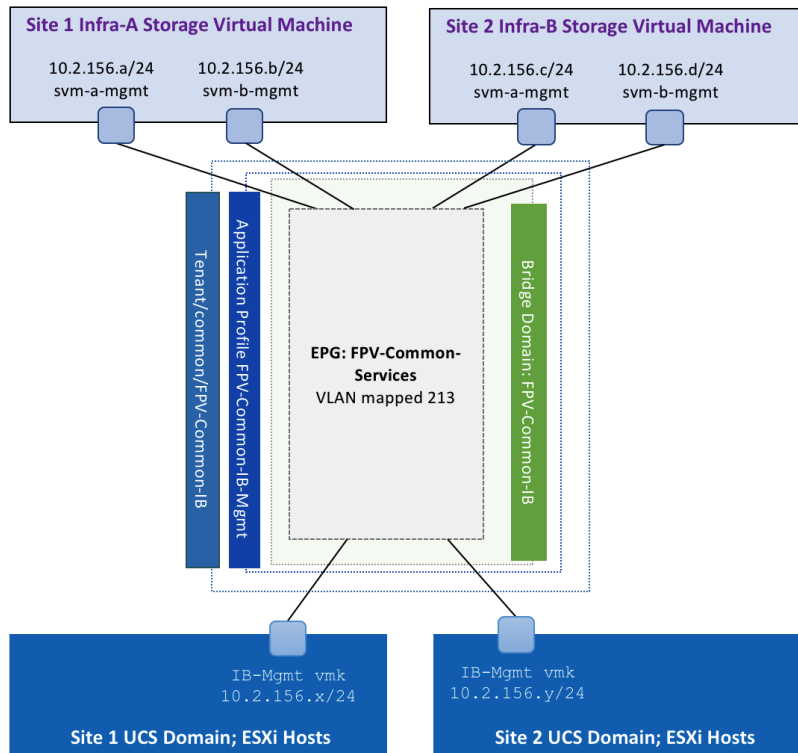 Site 1 Infra-A Storage Virtual Machine
10.2.156.a/24
svm-a-mgmt
10.2.156.b/24
svm-b-mgmt
Site 2 Infra-B Storage Virtual Machine
10.2.156.c/24
svm-a-mgmt
10.2.156.d/24
svm-b-mgmt
Tenant/common/FPV-Common-IB
Application Profile FPV-Common-IB-Mgmt
EPG: FPV-Common-
Services
VLAN mapped 213
Bridge Domain: FPV-Common-IB
IB-Mgmt vmk
10.2.156.x/24
Site 1 UCS Domain; ESXi Hosts
IB-Mgmt vmk
10.2.156.y/24
Site 2 UCS Domain; ESXi Hosts